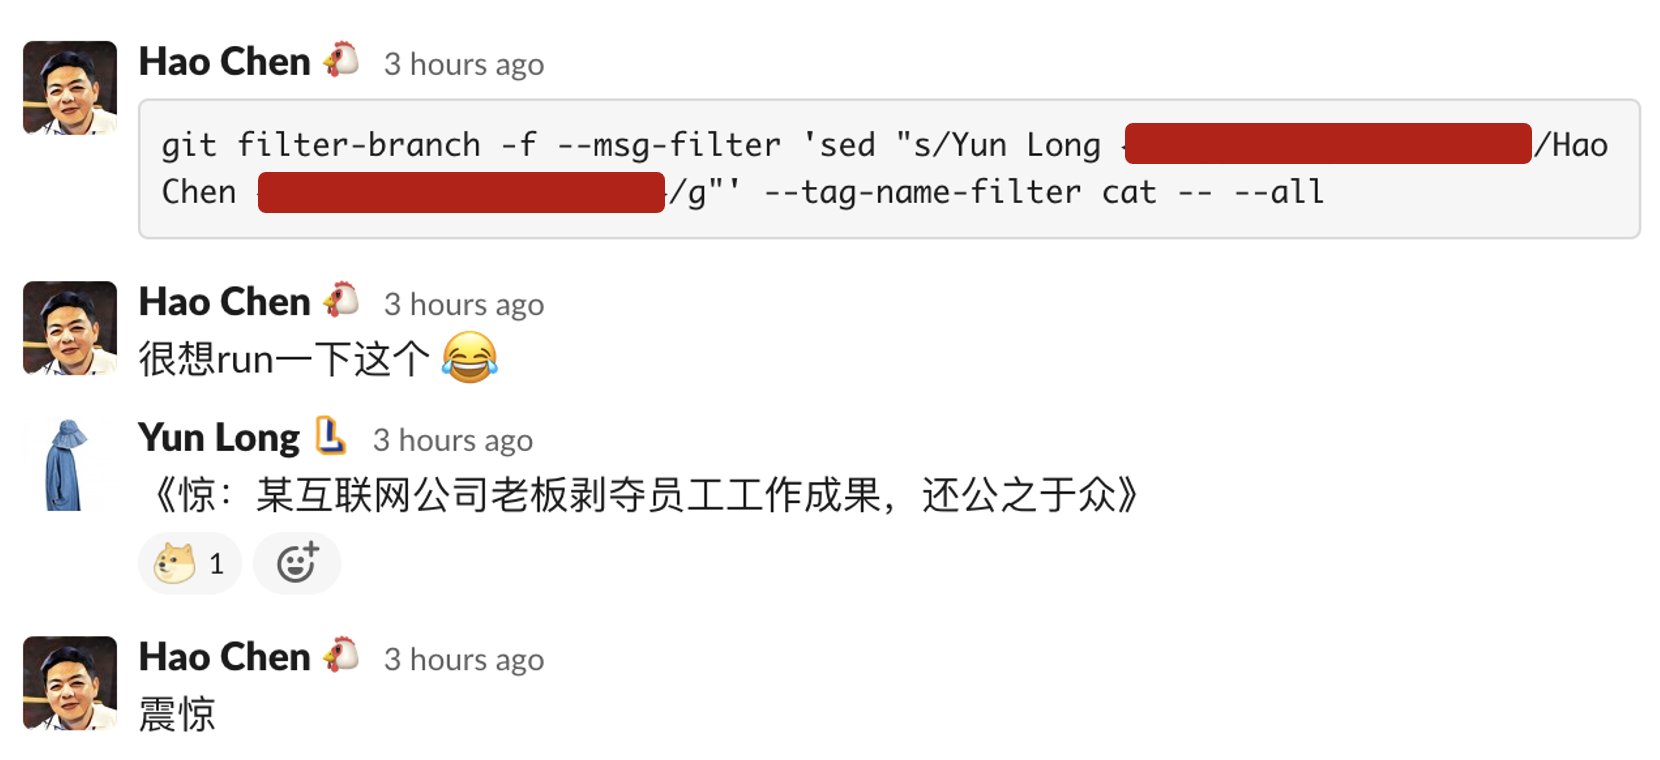 Hao Chen 3 hours ago
git filter-branch -f --msg-filter 'sed "s/Yun Long /Hao
Chen /g"' --tag-name-filter cat -- --all
Hao Chen 3 hours ago
很想run一下这个
Yun Long L 3 hours ago
《惊：某互联网公司老板剥夺员工工作成果，还公之于众》
1
Hao Chen 3 hours ago
震惊